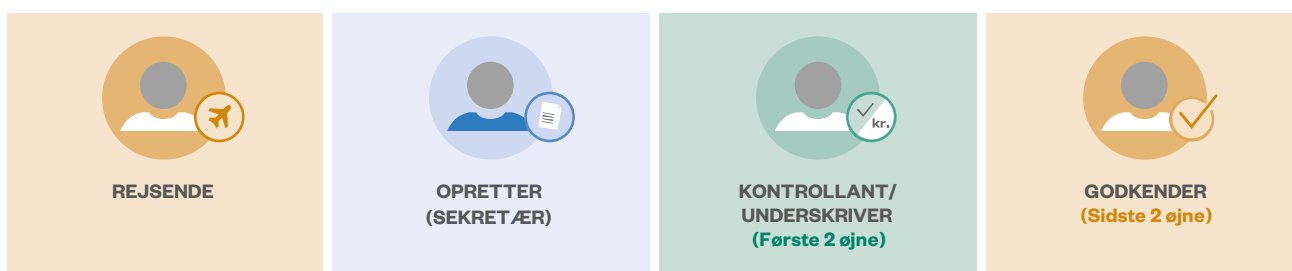 REJSENDE
OPRETTER
(SEKRETÆR)
kr.
KONTROLLANT/
UNDERSKRIVER
(Første 2 øjne)
GODKENDER
(Sidste 2 øjne)